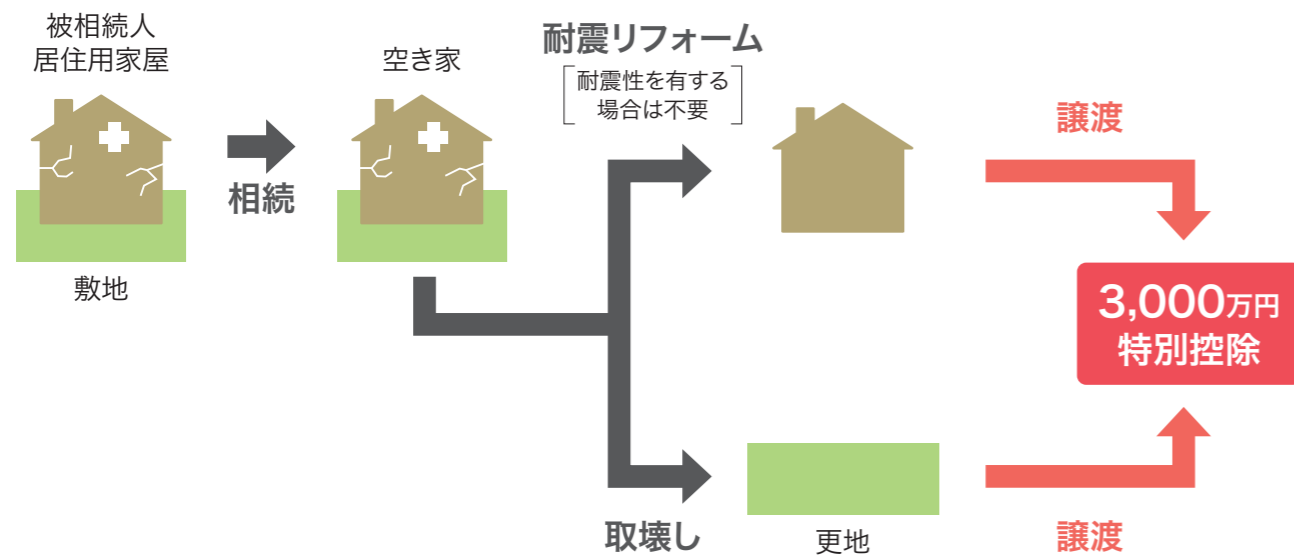 被相続人
居住用家屋
敷地
相続
空き家
耐震リフォーム
耐震性を有する
場合は不要
譲渡
3,000万円
特別控除
取壊し
更地
譲渡